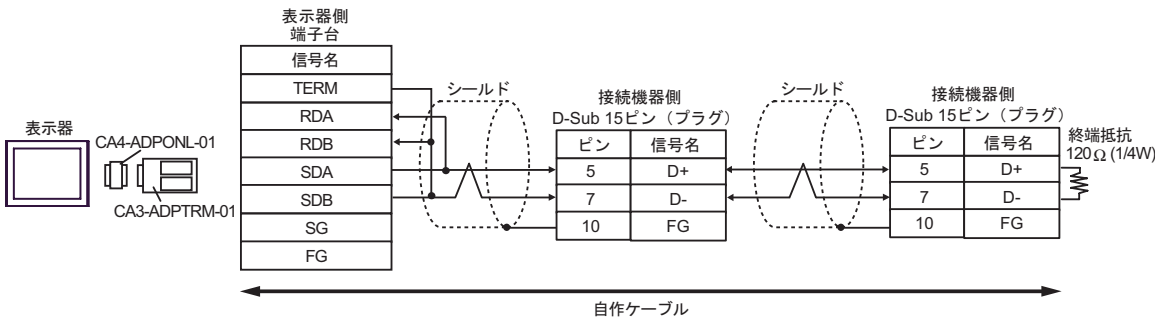 表示器
CA4-ADPONL-01
CA3-ADPTRM-01
表示器側
端子台
信号名
TERM
RDA
RDB
SDA
SDB
SG
FG
シールド
接続機器側
D-Sub 15ピン（プラグ）
ピン 信号名
5 D+
7 D-
10 FG
シールド
接続機器側
D-Sub 15ピン（プラグ）
ピン 信号名
5 D+
7 D-
10 FG
終端抵抗
120Ω (1/4W)
自作ケーブル